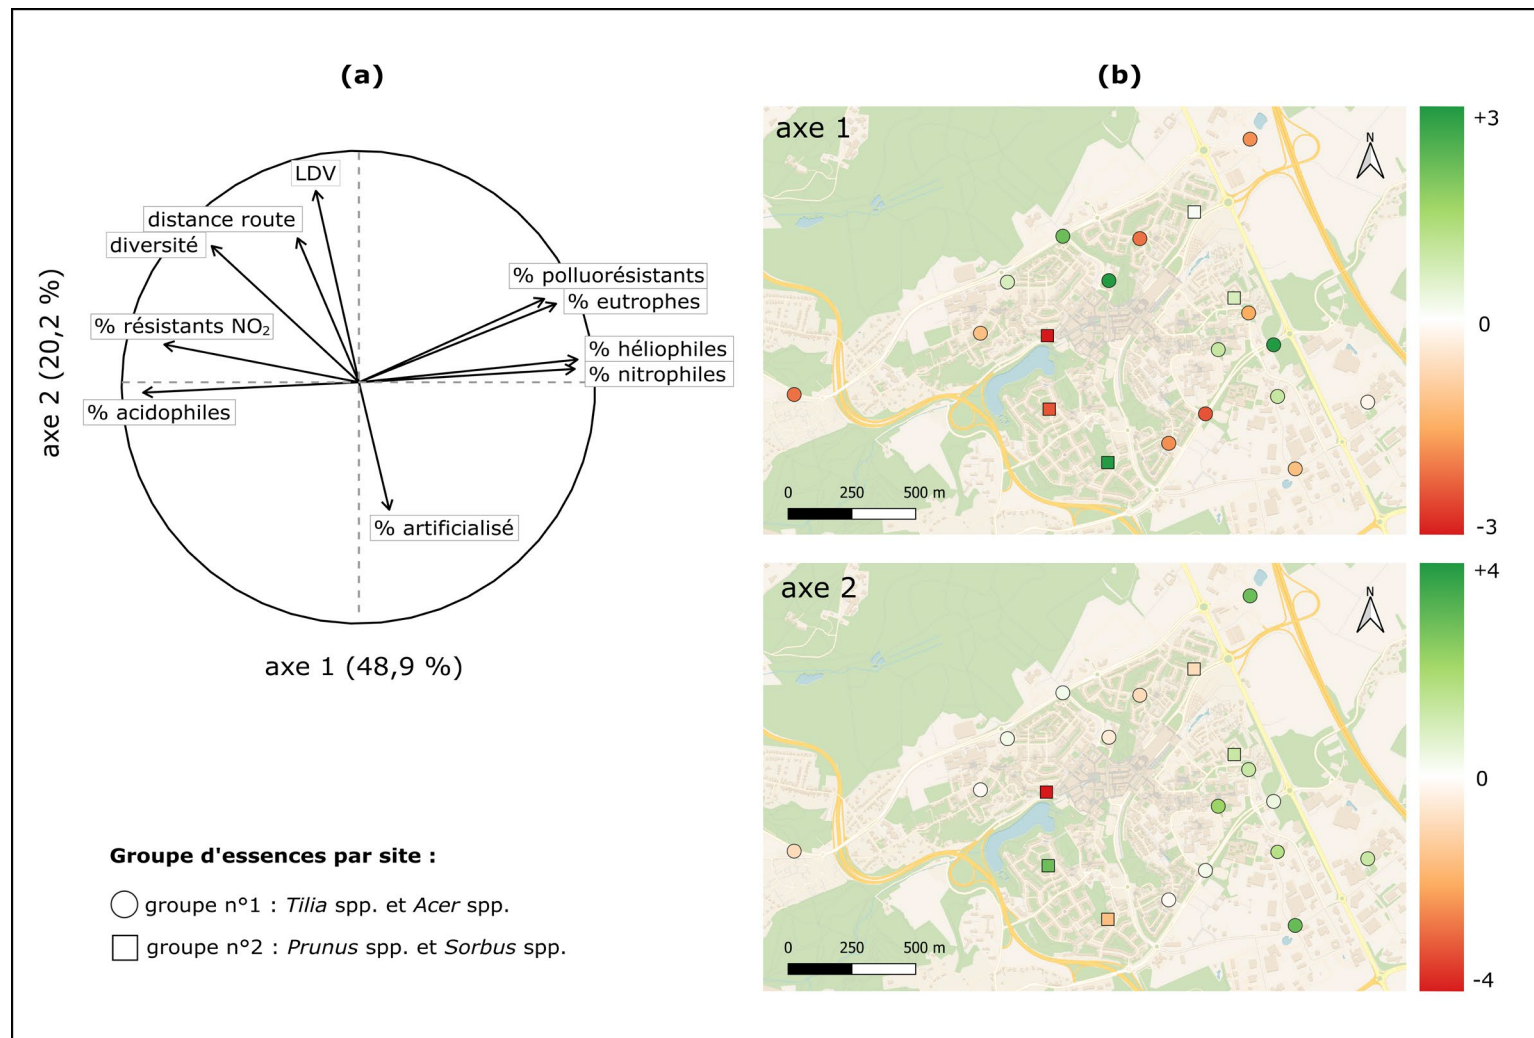 (a)
LDV
distance route
diversité
% polluorésistants
% eutrophes
% résistants NO₂
% héliophiles
% nitrophiles
% acidophiles
% artificialisé
axe 2 (20,2 %)
axe 1 (48,9 %)
Groupe d'essences par site :
groupe n°1 : Tilia spp. et Acer spp.
groupe n°2 : Prunus spp. et Sorbus spp.
(b)
axe 1
N
0 250 500 m
+3
0
-3
axe 2
N
0 250 500 m
+4
0
-4